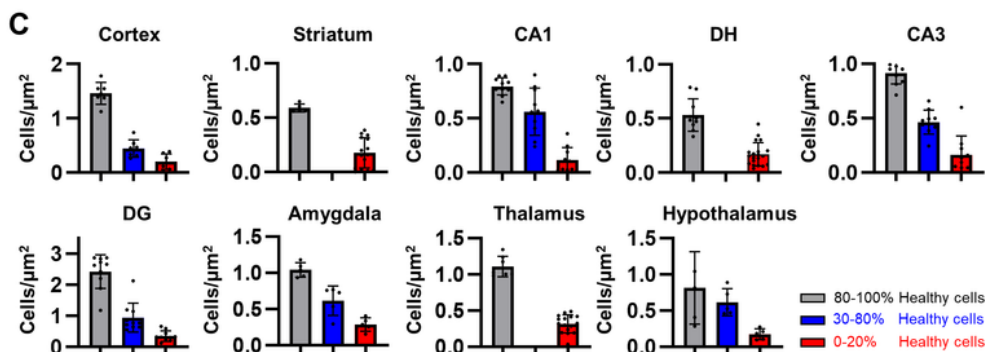 C
Cortex Striatum CA1 DH CA3
Cells/μm²
2
1
0
Cells/μm²
1.0
0.5
0.0
Cells/μm²
1.0
0.5
0.0
Cells/μm²
1.0
0.5
0.0
Cells/μm²
1.0
0.5
0.0
DG Amygdala Thalamus Hypothalamus
Cells/μm²
3
2
1
0
Cells/μm²
1.5
1.0
0.5
0.0
Cells/μm²
1.5
1.0
0.5
0.0
Cells/μm²
1.5
1.0
0.5
0.0
80-100% Healthy cells
30-80% Healthy cells
0-20% Healthy cells